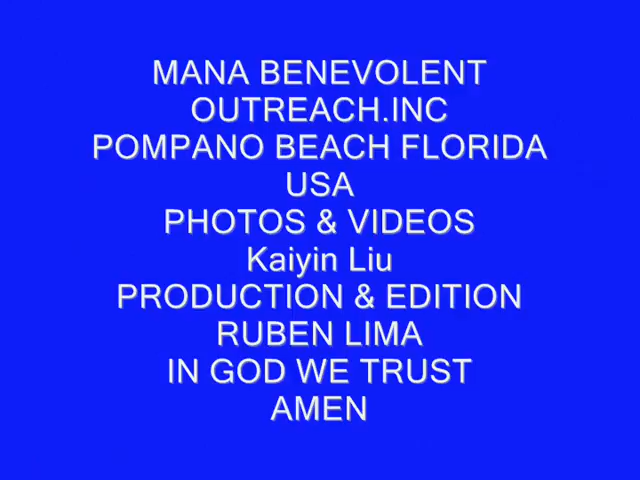 MANA BENEVOLENT
OUTREACH.INC
POMPANO BEACH FLORIDA
USA
PHOTOS & VIDEOS
Kaiyin Liu
PRODUCTION & EDITION
RUBEN LIMA
IN GOD WE TRUST
AMEN